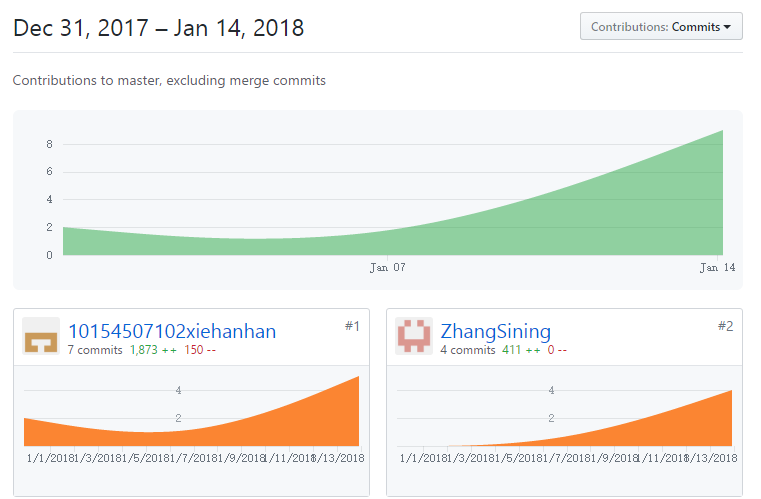 Dec 31, 2017 – Jan 14, 2018
Contributions: Commits
Contributions to master, excluding merge commits
8
6
4
2
0
Jan 07
Jan 14
10154507102xiehanhan
#1
7 commits 1,873 ++ 150 --
4
2
1/1/2018 1/3/2018 1/5/2018 1/7/2018 1/9/2018 1/11/2018 1/13/2018
ZhangSining
#2
4 commits 411 ++ 0 --
4
2
1/1/2018 1/3/2018 1/5/2018 1/7/2018 1/9/2018 1/11/2018 1/13/2018